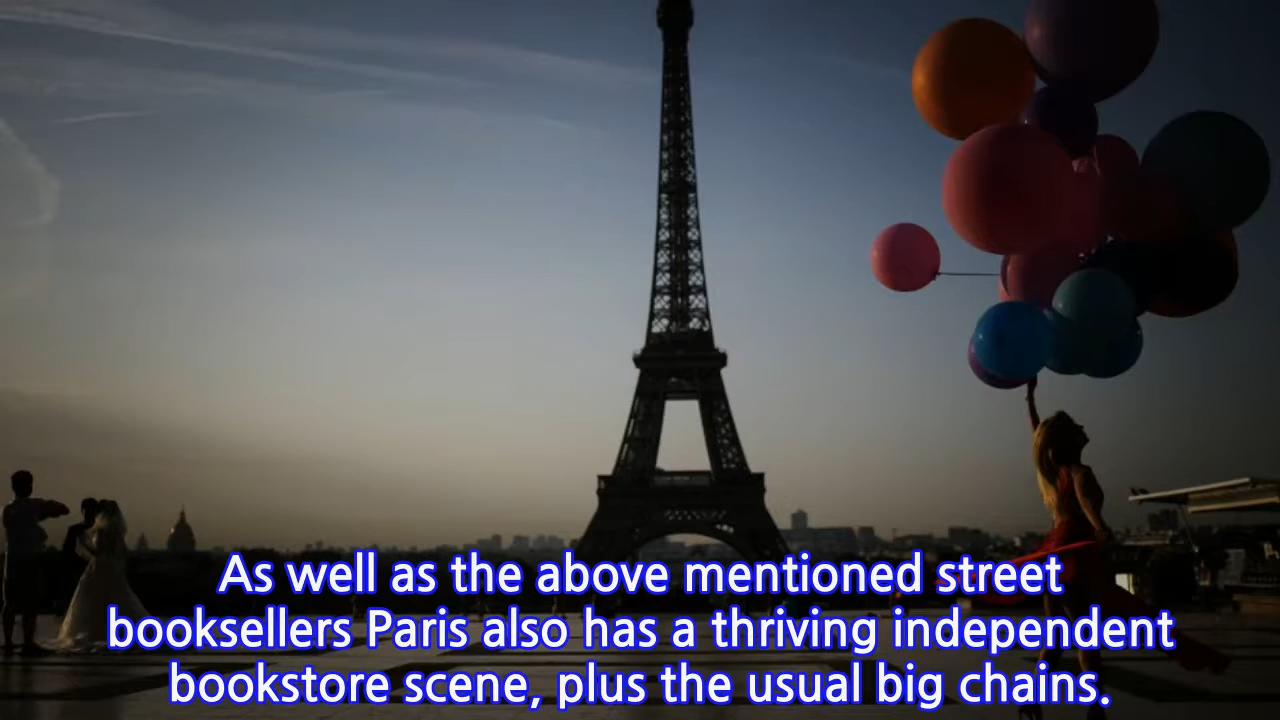 As well as the above mentioned street
booksellers Paris also has a thriving independent
bookstore scene, plus the usual big chains.